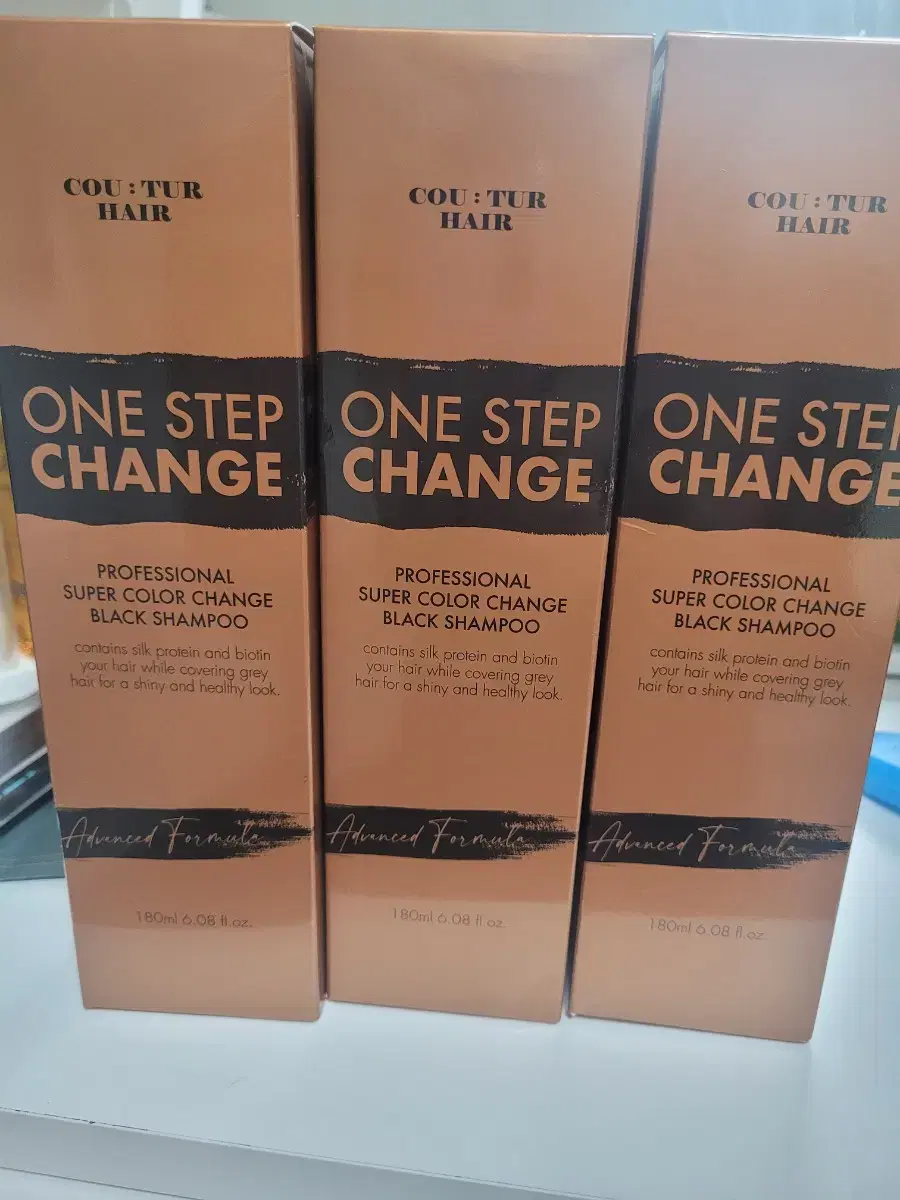 COU : TUR
HAIR
ONE STEP
CHANGE
PROFESSIONAL
SUPER COLOR CHANGE
BLACK SHAMPOO
contains silk protein and biotin
your hair while covering grey
hair for a shiny and healthy look.
Advanced Formula
180ml 6.08 fl.oz.
COU : TUR
HAIR
ONE STEP
CHANGE
PROFESSIONAL
SUPER COLOR CHANGE
BLACK SHAMPOO
contains silk protein and biotin
your hair while covering grey
hair for a shiny and healthy look.
Advanced Formula
180ml 6.08 fl.oz.
COU : TUR
HAIR
ONE STE
CHANGE
PROFESSIONAL
SUPER COLOR CHANGE
BLACK SHAMPOO
contains silk protein and biotin
your hair while covering grey
hair for a shiny and healthy look.
Advanced Formula
180ml 6.08 fl.oz.